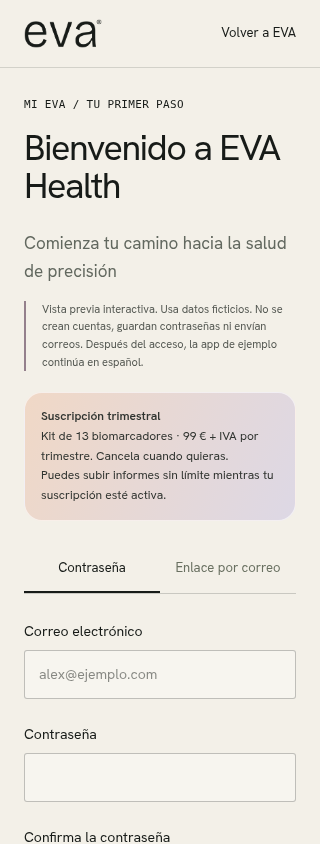 eva®
Volver a EVA
MI EVA / TU PRIMER PASO
Bienvenido a EVA
Health
Comienza tu camino hacia la salud
de precisión
Vista previa interactiva. Usa datos ficticios. No se
crean cuentas, guardan contraseñas ni envían
correos. Después del acceso, la app de ejemplo
continúa en español.
Suscripción trimestral
Kit de 13 biomarcadores · 99 € + IVA por
trimestre. Cancela cuando quieras.
Puedes subir informes sin límite mientras tu
suscripción esté activa.
Contraseña
Enlace por correo
Correo electrónico
alex@ejemplo.com
Contraseña
Confirma la contraseña